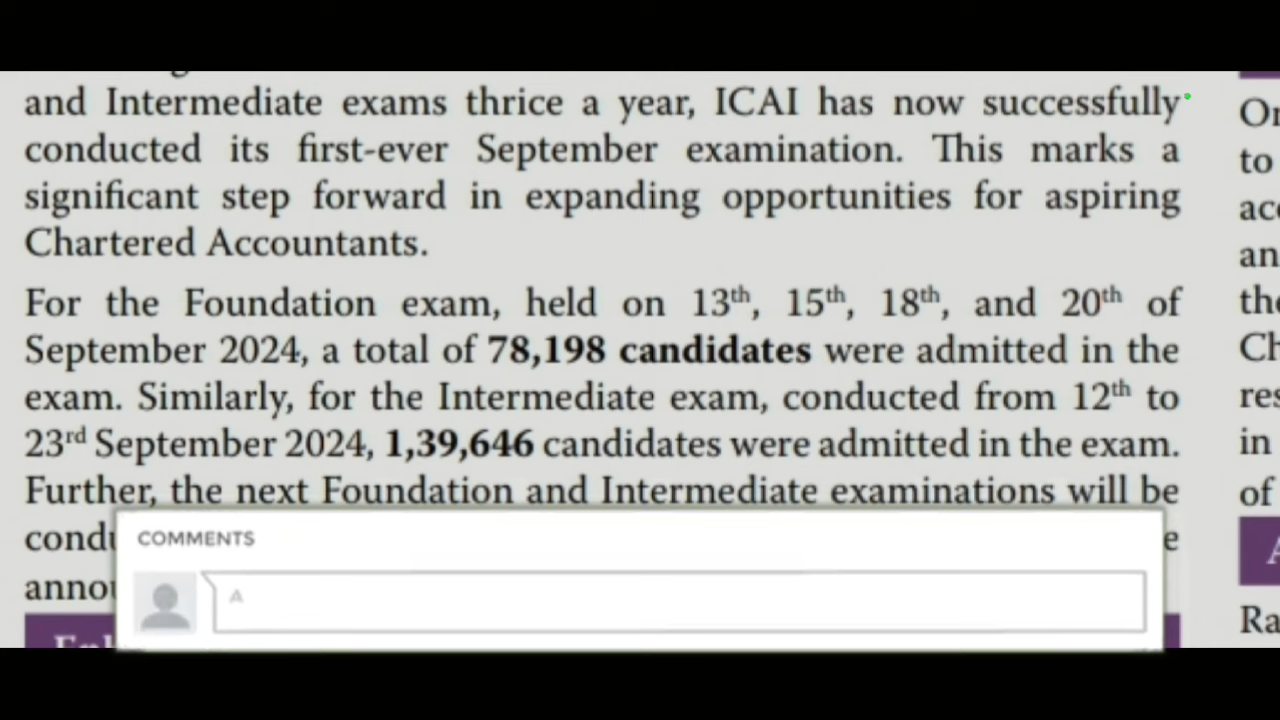 and Intermediate exams thrice a year, ICAI has now successfully
conducted its first-ever September examination. This marks a
significant step forward in expanding opportunities for aspiring
Chartered Accountants.
For the Foundation exam, held on 13th, 15th, 18th, and 20th of
September 2024, a total of 78,198 candidates were admitted in the
exam. Similarly, for the Intermediate exam, conducted from 12th to
23rd September 2024, 1,39,646 candidates were admitted in the exam.
Further, the next Foundation and Intermediate examinations will be
COMMENTS
A
to
in
of